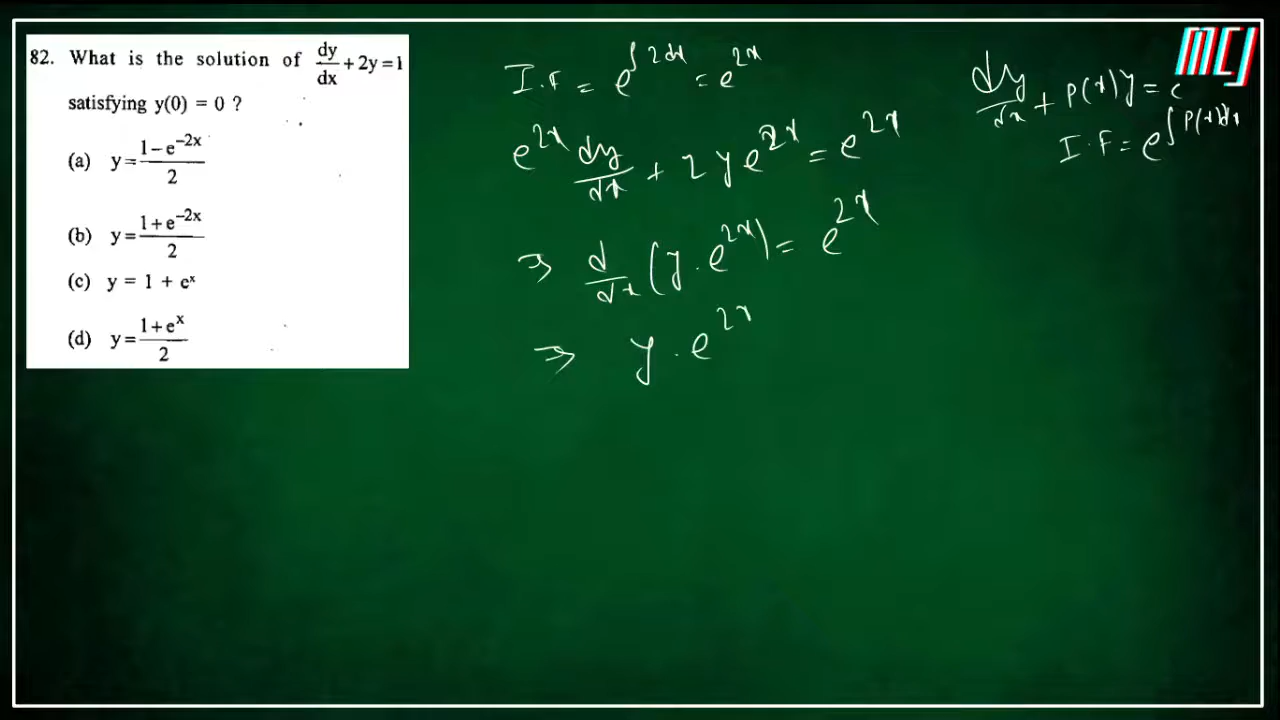 82. What is the solution of dy/dx + 2y = 1
satisfying y(0) = 0 ?
(a) y = (1 – e^–2x)/2
(b) y = (1 + e^–2x)/2
(c) y = 1 + e^x
(d) y = (1 + e^x)/2
I.F = e^∫2dx = e^2x
e^2x dy/dx + 2ye^2x = e^2x
⇒ d/dx (y.e^2x) = e^2x
⇒ y.e^2x
MCJ
dy/dx + P(x)y = c
I.F = e^∫P(x)dx